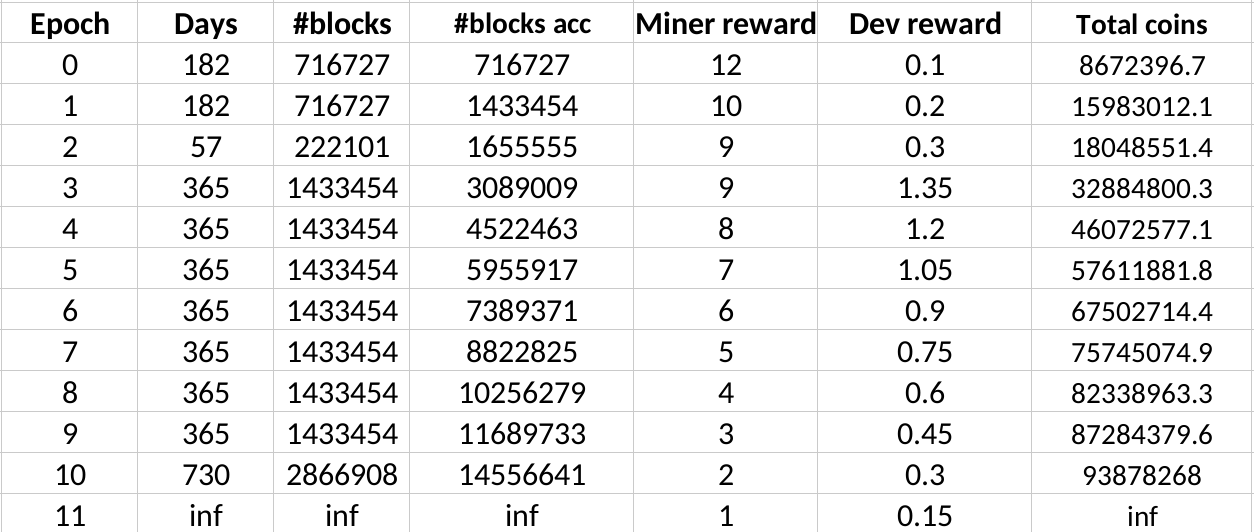 Epoch Days #blocks #blocks acc Miner reward Dev reward Total coins
0 182 716727 716727 12 0.1 8672396.7
1 182 716727 1433454 10 0.2 15983012.1
2 57 222101 1655555 9 0.3 18048551.4
3 365 1433454 3089009 9 1.35 32884800.3
4 365 1433454 4522463 8 1.2 46072577.1
5 365 1433454 5955917 7 1.05 57611881.8
6 365 1433454 7389371 6 0.9 67502714.4
7 365 1433454 8822825 5 0.75 75745074.9
8 365 1433454 10256279 4 0.6 82338963.3
9 365 1433454 11689733 3 0.45 87284379.6
10 730 2866908 14556641 2 0.3 93878268
11 inf inf inf 1 0.15 inf